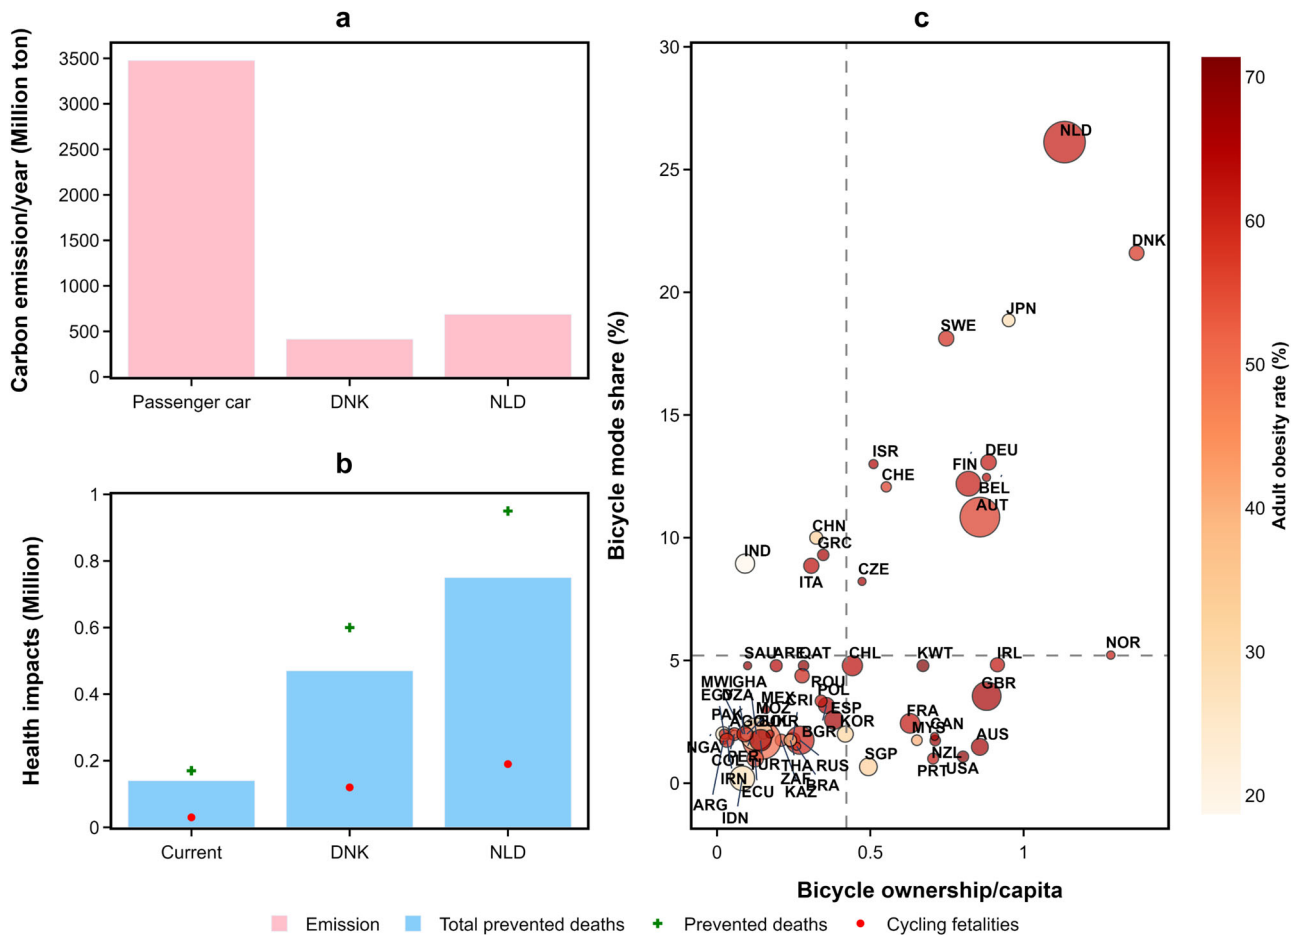 a
Carbon emission/year (Million ton)
3500
3000
2500
2000
1500
1000
500
0
Passenger car
DNK
NLD
b
Health impacts (Million)
1
0.8
0.6
0.4
0.2
0
Current
DNK
NLD
c
Bicycle mode share (%)
30
25
20
15
10
5
0
NLD
DNK
JPN
SWE
ISR
DEU
FIN
CHE
BEL
AUT
CHN
IND
GRC
ITA
CZE
NOR
SAU
ARE
QAT
CHL
KWT
IRL
MWI
GHA
ROU
GBR
MEX
CRI
POL
MOZ
ESP
PAK
KOR
FRA
MYS
CAN
BGR
AUS
NGA
PER
THA
RUS
SGP
NZL
PRT
USA
IRN
ECU
ZAF
BRA
KAZ
ARG
IDN
0
0.5
1
Bicycle ownership/capita
70
60
50
40
30
20
Adult obesity rate (%)
Emission
Total prevented deaths
Prevented deaths
Cycling fetalities